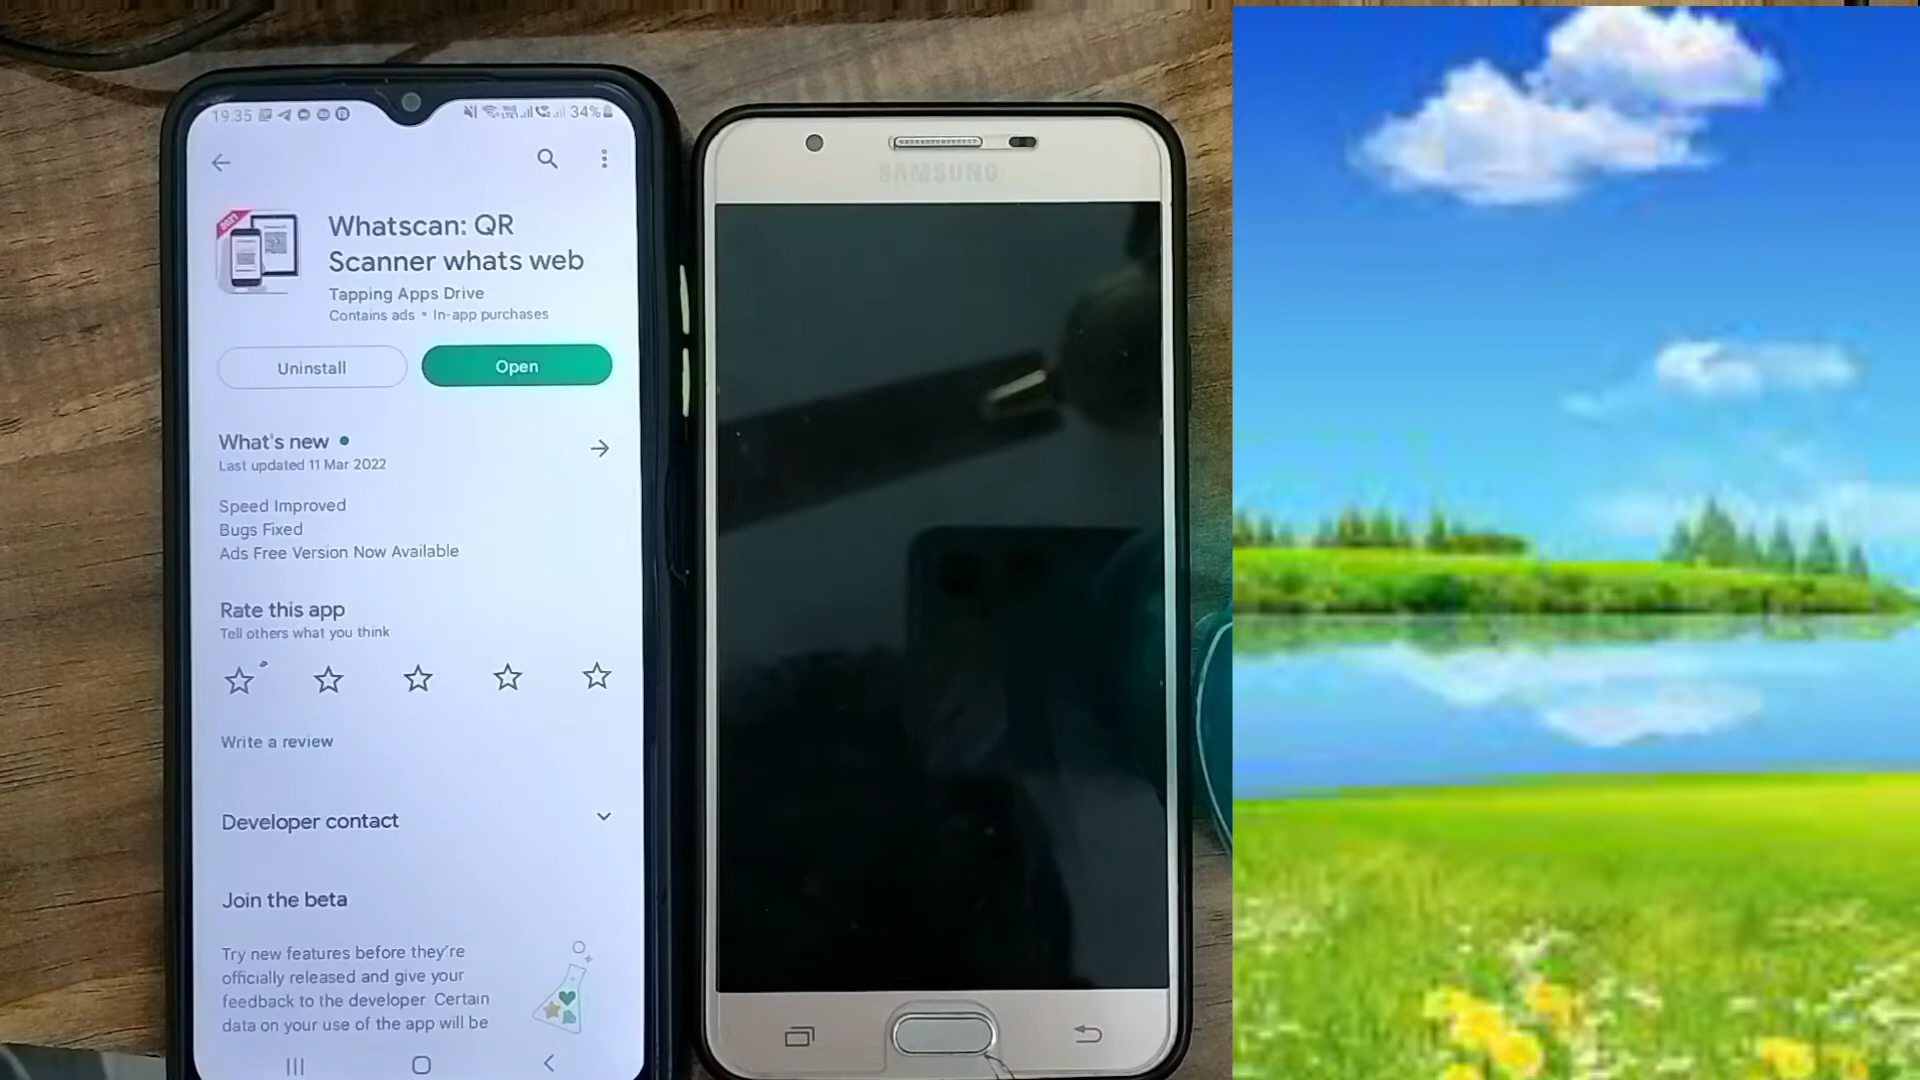 19:35
34%
Whatscan: QR
Scanner whats web
Tapping Apps Drive
Contains ads • In-app purchases
Uninstall
Open
What's new
Last updated 11 Mar 2022
Speed Improved
Bugs Fixed
Ads Free Version Now Available
Rate this app
Tell others what you think
Write a review
Developer contact
Join the beta
Try new features before they're
officially released and give your
feedback to the developer. Certain
data on your use of the app will be
SAMSUNG
2021